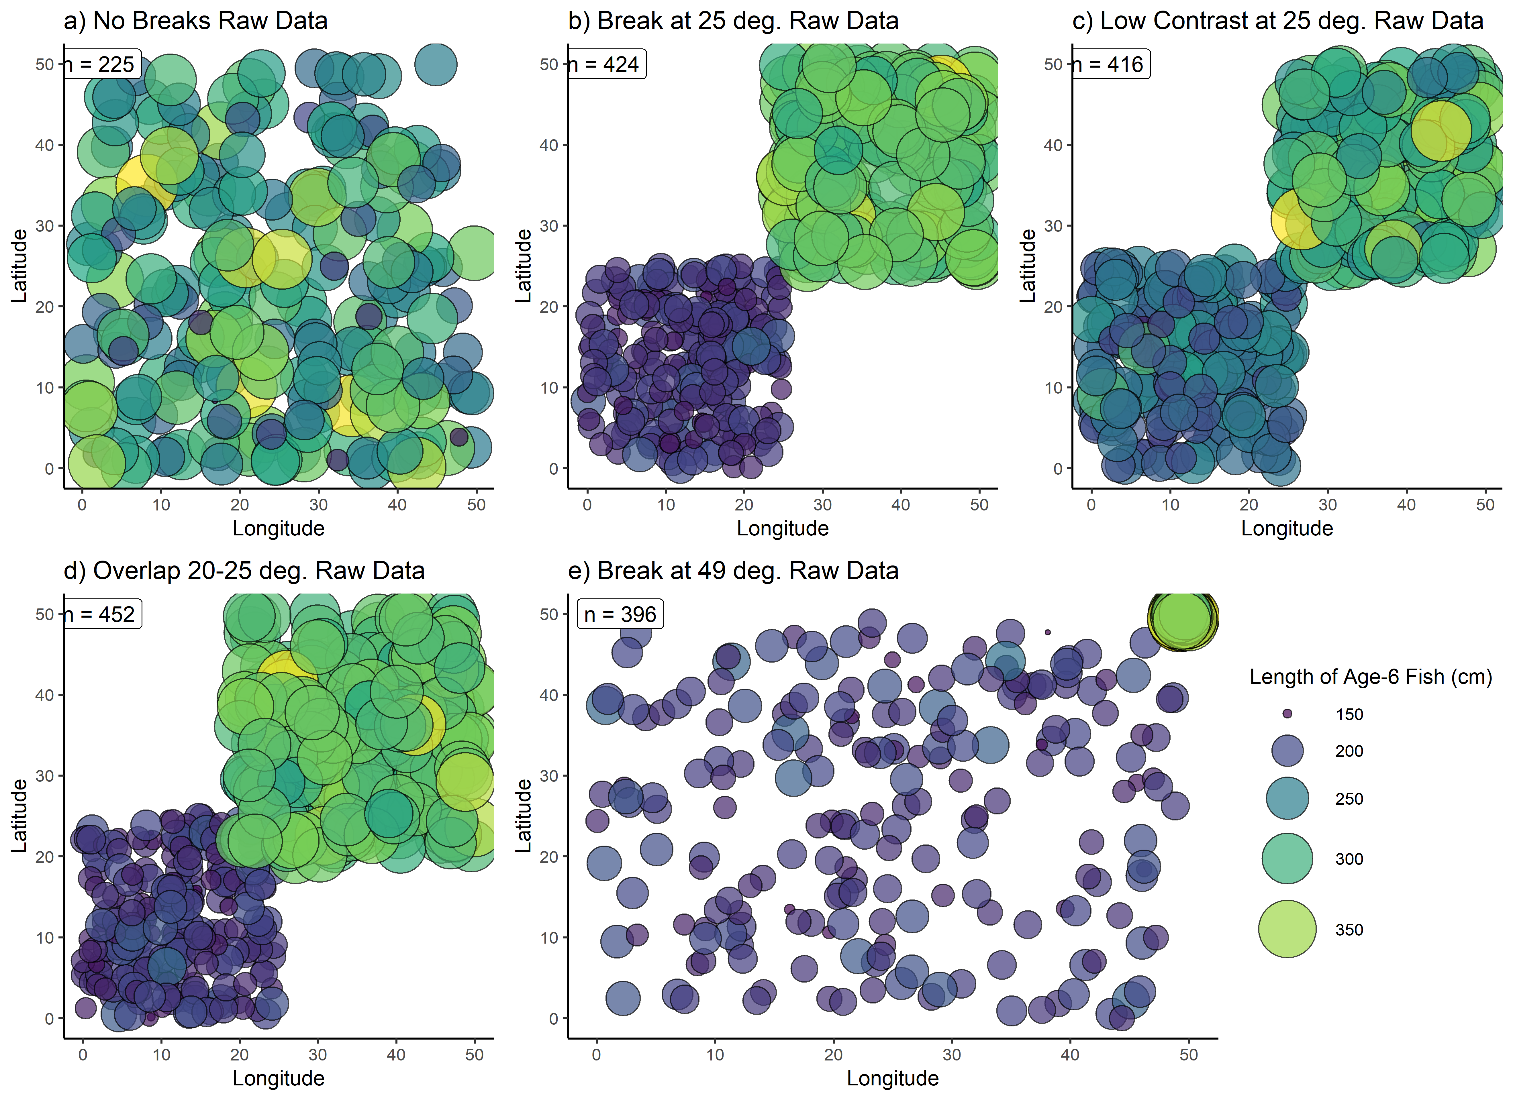 a) No Breaks Raw Data
b) Break at 25 deg. Raw Data
c) Low Contrast at 25 deg. Raw Data
n = 225
n = 424
n = 416
Latitude
50
40
30
20
10
0
Latitude
50
40
30
20
10
0
Latitude
50
40
30
20
10
0
0 10 20 30 40 50
0 10 20 30 40 50
0 10 20 30 40 50
Longitude
Longitude
Longitude
d) Overlap 20-25 deg. Raw Data
e) Break at 49 deg. Raw Data
n = 452
n = 396
Latitude
50
40
30
20
10
0
Latitude
50
40
30
20
10
0
0 10 20 30 40 50
0 10 20 30 40 50
Longitude
Longitude
Length of Age-6 Fish (cm)
150
200
250
300
350